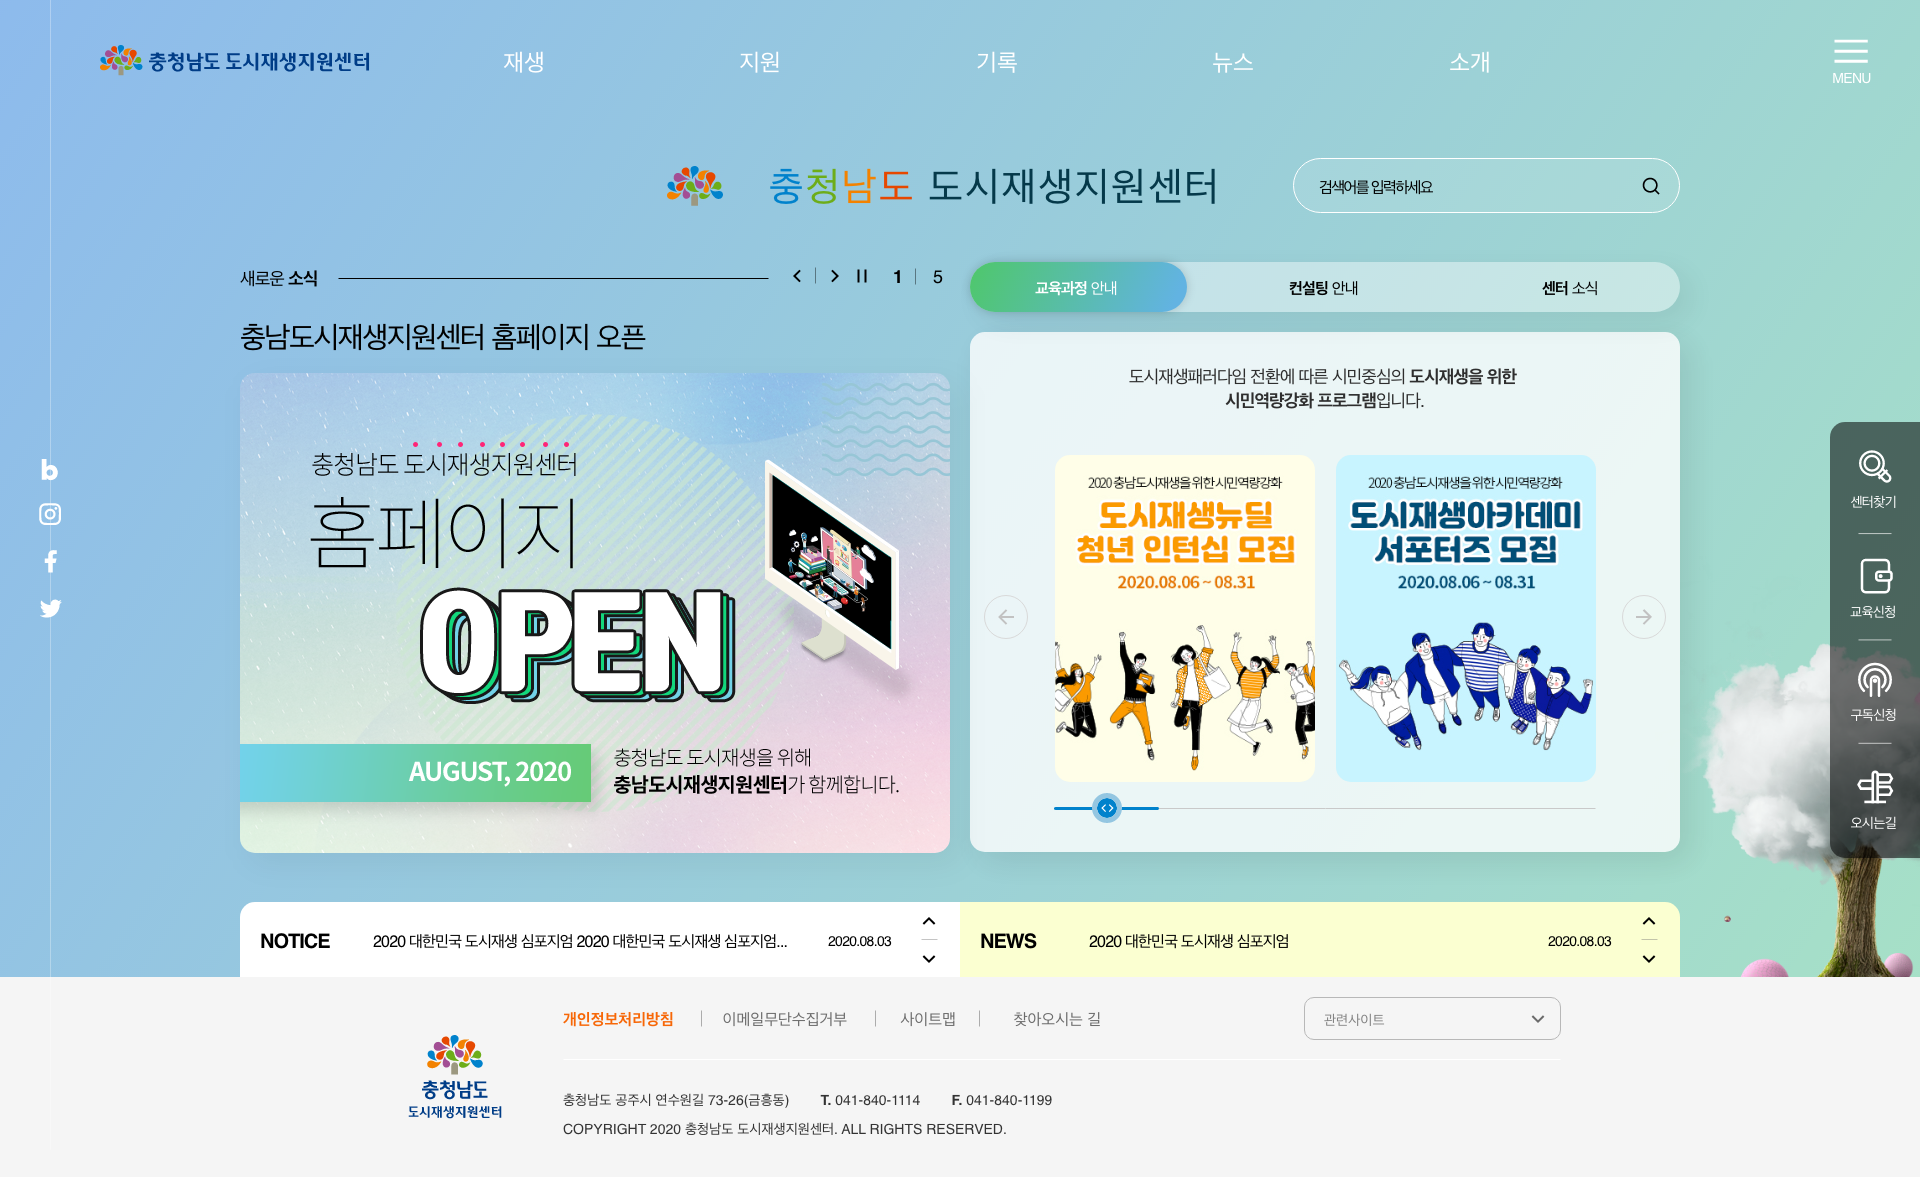 충청남도 도시재생지원센터
재생
지원
기록
뉴스
소개
MENU
충청남도 도시재생지원센터
검색어를 입력하세요
새로운 소식
1
5
충남도시재생지원센터 홈페이지 오픈
충청남도 도시재생지원센터
홈페이지
OPEN
AUGUST, 2020
충청남도 도시재생을 위해
충남도시재생지원센터가 함께합니다.
교육과정 안내
컨설팅 안내
센터 소식
도시재생패러다임 전환에 따른 시민중심의 도시재생을 위한
시민역량강화 프로그램입니다.
2020 충남도시재생을 위한 시민역량강화
도시재생뉴딜
청년 인턴십 모집
2020.08.06 ~ 08.31
2020 충남도시재생을 위한 시민역량강화
도시재생아카데미
서포터즈 모집
2020.08.06 ~ 08.31
센터찾기
교육신청
구독신청
오시는길
NOTICE
2020 대한민국 도시재생 심포지엄 2020 대한민국 도시재생 심포지엄...
2020.08.03
NEWS
2020 대한민국 도시재생 심포지엄
2020.08.03
충청남도
도시재생지원센터
개인정보처리방침
이메일무단수집거부
사이트맵
찾아오시는 길
관련사이트
충청남도 공주시 연수원길 73-26(금흥동) T. 041-840-1114 F. 041-840-1199
COPYRIGHT 2020 충청남도 도시재생지원센터. ALL RIGHTS RESERVED.